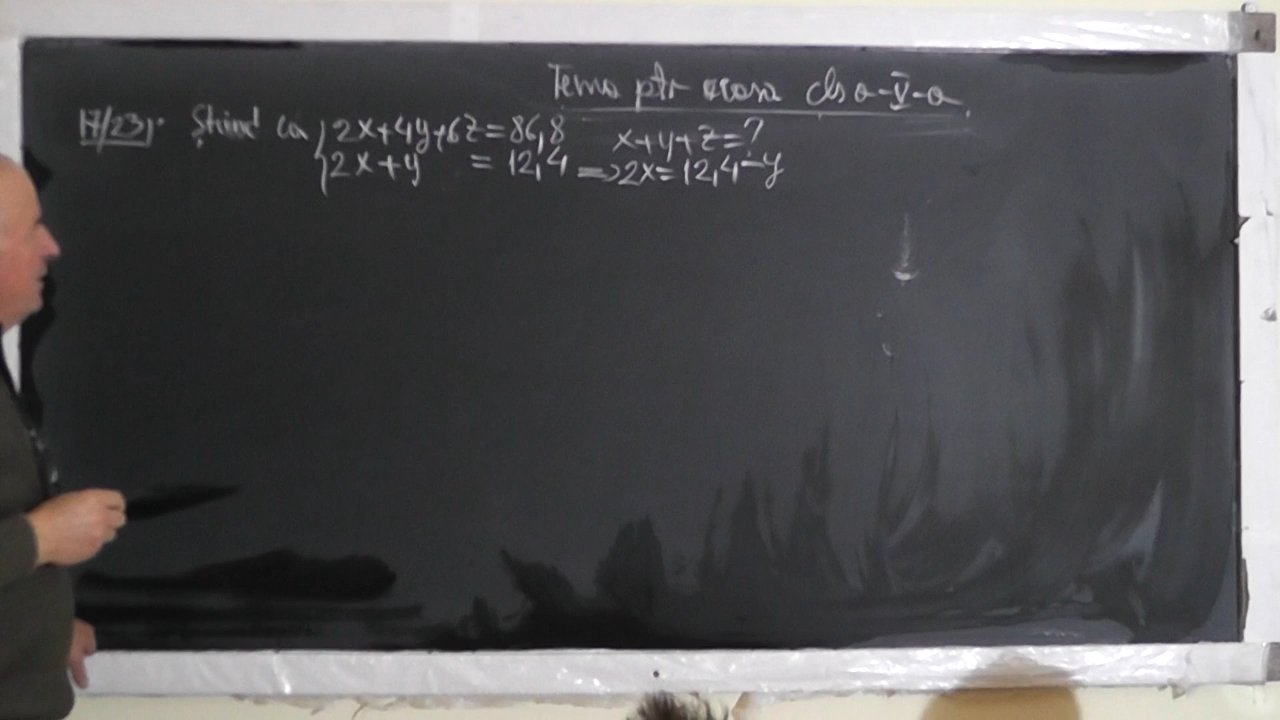 Tema ptr acasa cls a-V-a
17/231. Știind ca { 2x+4y+6z=86,8 x+y+z=?
2x+y = 12,4 => 2x=12,4-y